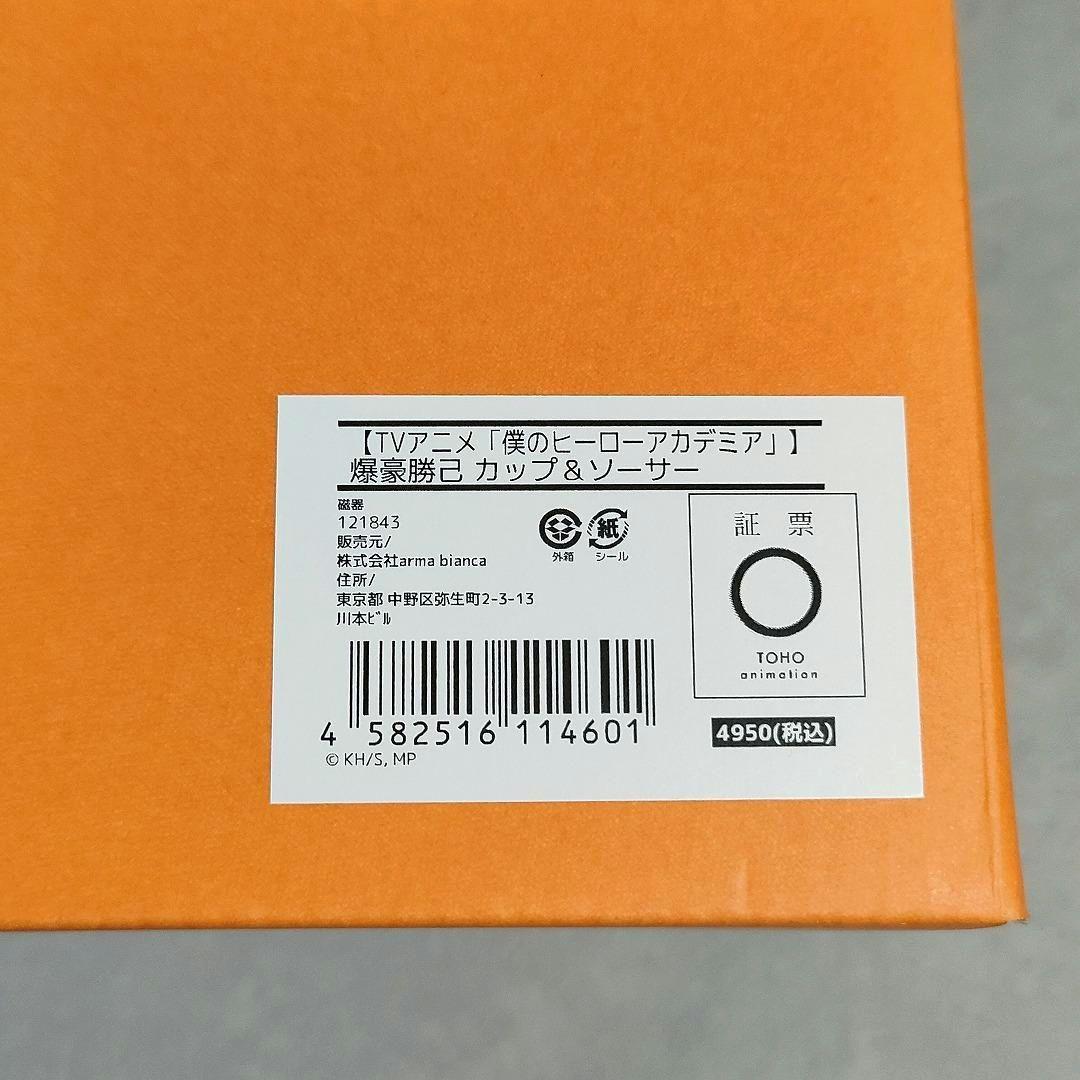 【TVアニメ「僕のヒーローアカデミア」】
爆豪勝己 カップ＆ソーサー
磁器
121843
販売元/
株式会社arma bianca
住所/
東京都 中野区弥生町2-3-13
川本ﾋﾞﾙ
外箱
紙
シール
証 票
TOHO
animation
4 582516 114601
4950(税込)
© KH/S, MP